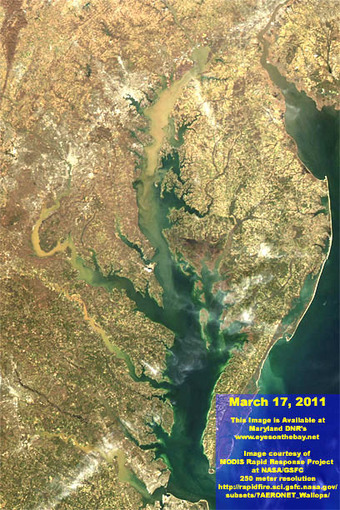 March 17, 2011
This Image is Available at
Maryland DNR's
www.eyesonthebay.net
Image courtesy of
MODIS Rapid Response Project
at NASA/GSFC
250 meter resolution
http://rapidfire.sci.gsfc.nasa.gov/
subsets/?AERONET_Wallops/